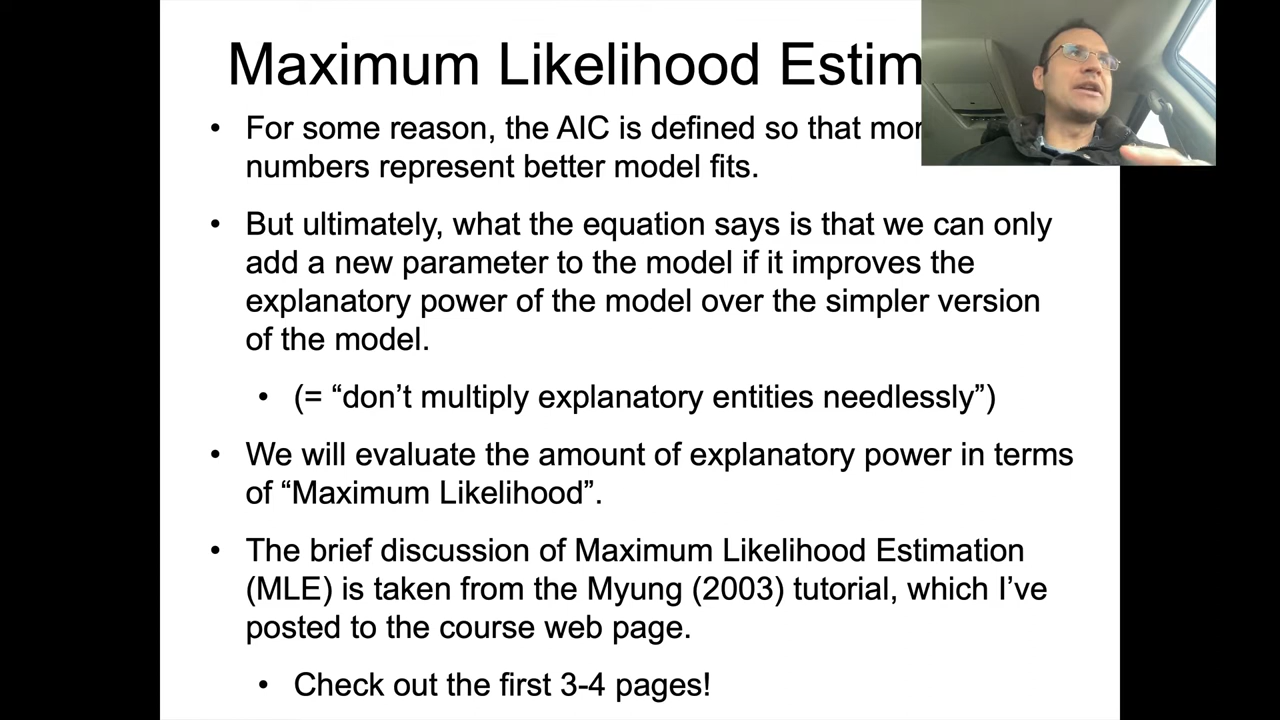 Maximum Likelihood Estim
• For some reason, the AIC is defined so that mor
numbers represent better model fits.
• But ultimately, what the equation says is that we can only
add a new parameter to the model if it improves the
explanatory power of the model over the simpler version
of the model.
• (= “don’t multiply explanatory entities needlessly”)
• We will evaluate the amount of explanatory power in terms
of “Maximum Likelihood”.
• The brief discussion of Maximum Likelihood Estimation
(MLE) is taken from the Myung (2003) tutorial, which I’ve
posted to the course web page.
• Check out the first 3-4 pages!